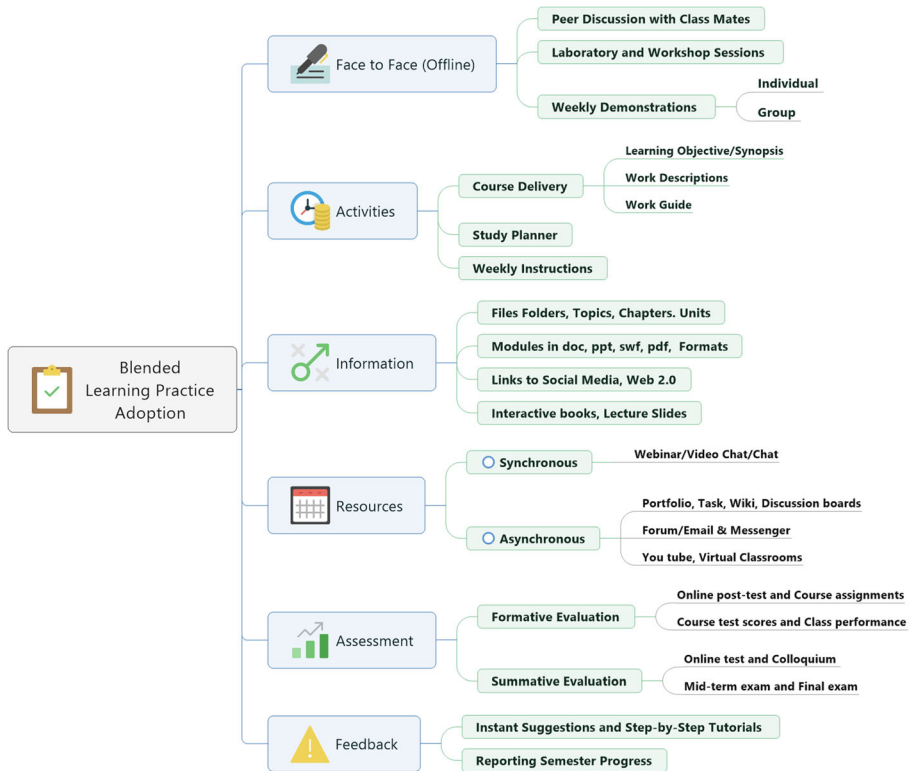 Blended
Learning Practice
Adoption
Face to Face (Offline)
Peer Discussion with Class Mates
Laboratory and Workshop Sessions
Weekly Demonstrations
Individual
Group
Activities
Course Delivery
Learning Objective/Synopsis
Work Descriptions
Work Guide
Study Planner
Weekly Instructions
Information
Files Folders, Topics, Chapters. Units
Modules in doc, ppt, swf, pdf, Formats
Links to Social Media, Web 2.0
Interactive books, Lecture Slides
Resources
Synchronous
Webinar/Video Chat/Chat
Asynchronous
Portfolio, Task, Wiki, Discussion boards
Forum/Email & Messenger
You tube, Virtual Classrooms
Assessment
Formative Evaluation
Online post-test and Course assignments
Course test scores and Class performance
Summative Evaluation
Online test and Colloquium
Mid-term exam and Final exam
Feedback
Instant Suggestions and Step-by-Step Tutorials
Reporting Semester Progress